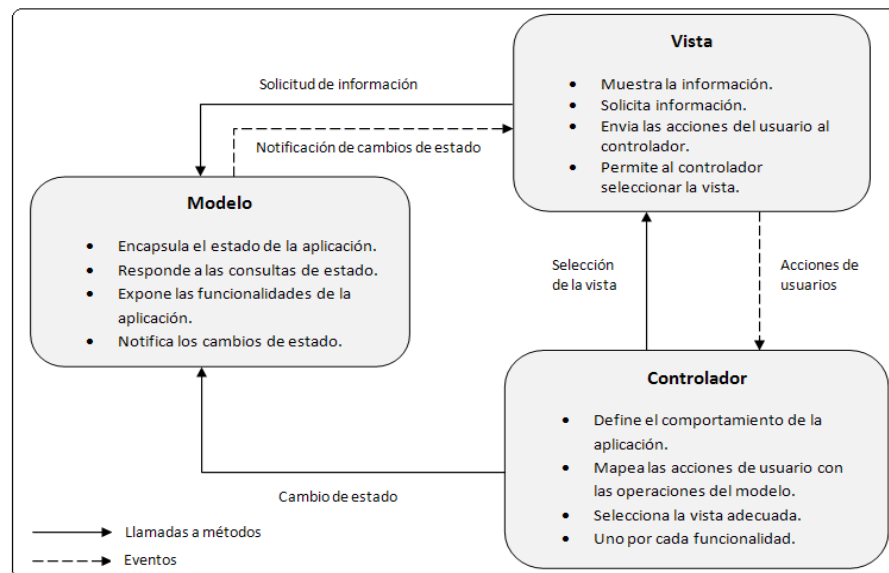 Vista
• Muestra la información.
• Solicita información.
• Envia las acciones del usuario al
controlador.
• Permite al controlador
seleccionar la vista.
Solicitud de información
Notificación de cambios de estado
Modelo
• Encapsula el estado de la aplicación.
• Responde a las consultas de estado.
• Expone las funcionalidades de la
aplicación.
• Notifica los cambios de estado.
Selección
de la vista
Acciones de
usuarios
Controlador
• Define el comportamiento de la
aplicación.
• Mapea las acciones de usuario con
las operaciones del modelo.
• Selecciona la vista adecuada.
• Uno por cada funcionalidad.
Cambio de estado
Llamadas a métodos
Eventos